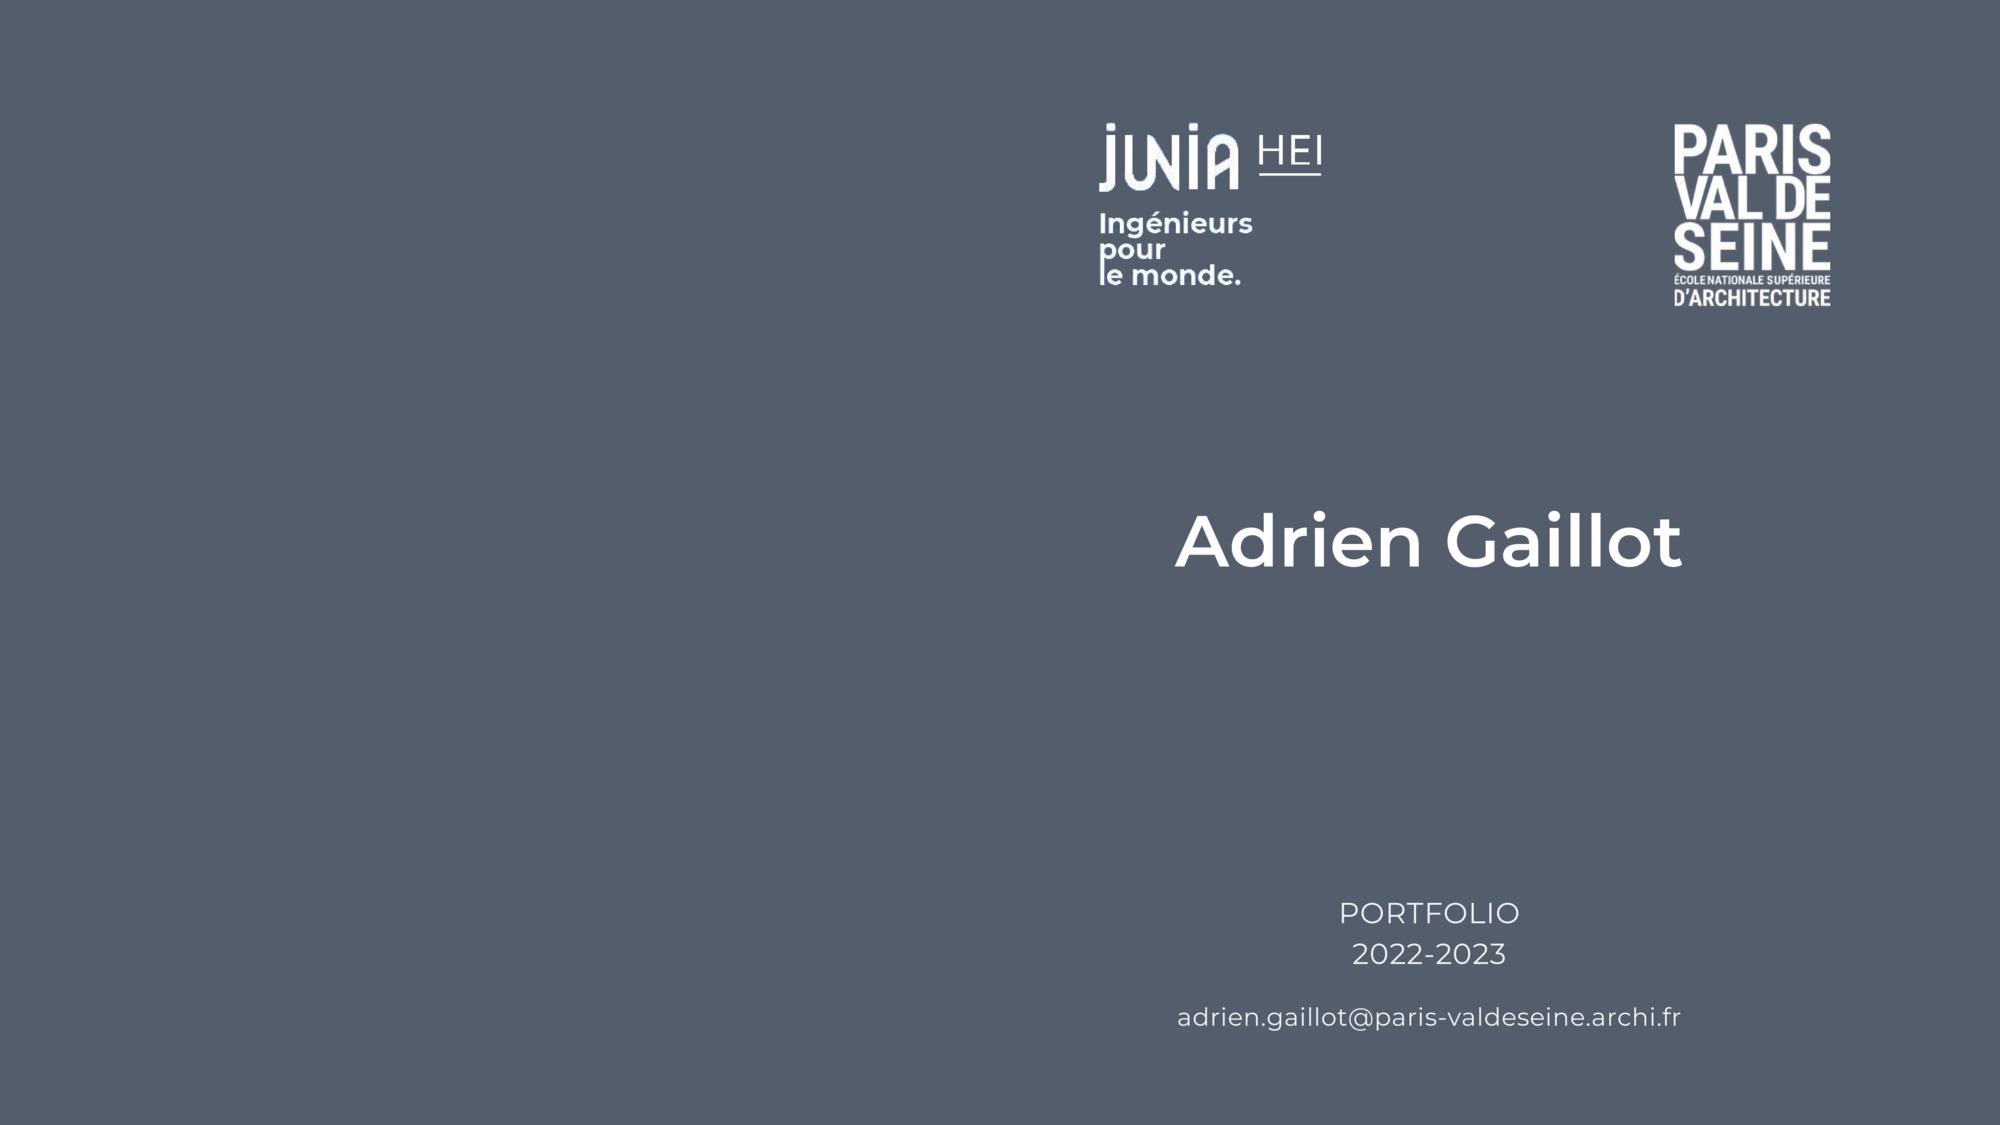 JUNIA HEI
Ingénieurs
pour
le monde.
PARIS
VAL DE
SEINE
ÉCOLE NATIONALE SUPÉRIEURE
D'ARCHITECTURE
Adrien Gaillot
PORTFOLIO
2022-2023
adrien.gaillot@paris-valdeseine.archi.fr